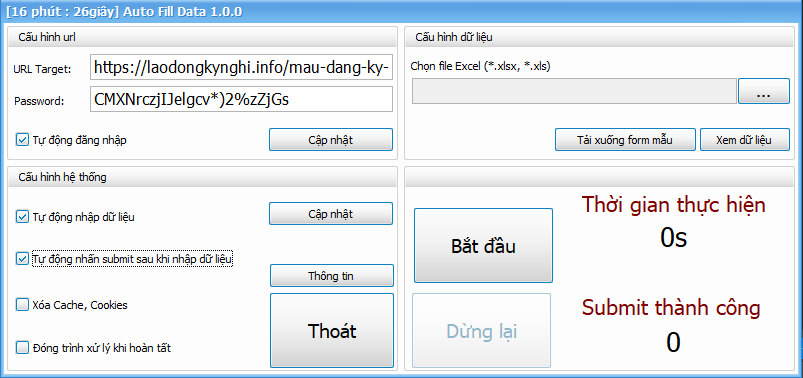 [16 phút : 26giây] Auto Fill Data 1.0.0
Cấu hình url
URL Target: https://laodongkynghi.info/mau-dang-ky-
Password: CMXNrczjIJelgcv*)2%zZjGs
Tự động đăng nhập
Cập nhật
Cấu hình dữ liệu
Chọn file Excel (*.xlsx, *.xls)
...
Tải xuống form mẫu
Xem dữ liệu
Cấu hình hệ thống
Tự động nhập dữ liệu
Cập nhật
Tự động nhấn submit sau khi nhập dữ liệu
Thông tin
Xóa Cache, Cookies
Đóng trình xử lý khi hoàn tất
Thoát
Bắt đầu
Dừng lại
Thời gian thực hiện
0s
Submit thành công
0